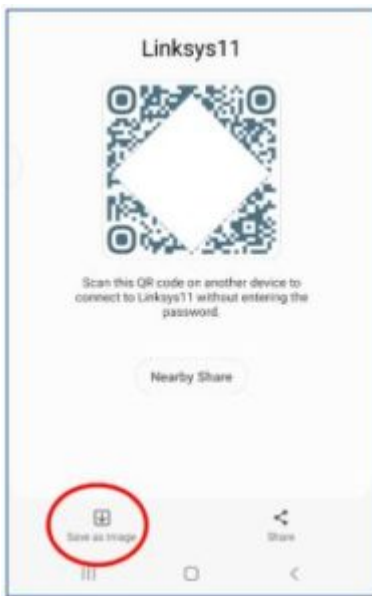 Linksys11
Scan this QR code on another device to
connect to Linksys11 without entering the
password.
Nearby Share
Save as image
Share